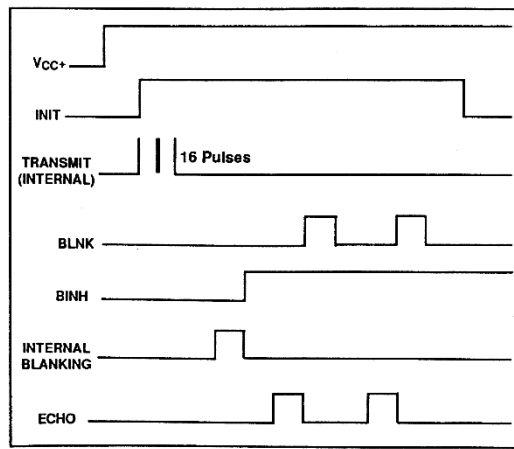 VCC+
INIT
TRANSMIT
(INTERNAL)
16 Pulses
BLNK
BINH
INTERNAL
BLANKING
ECHO